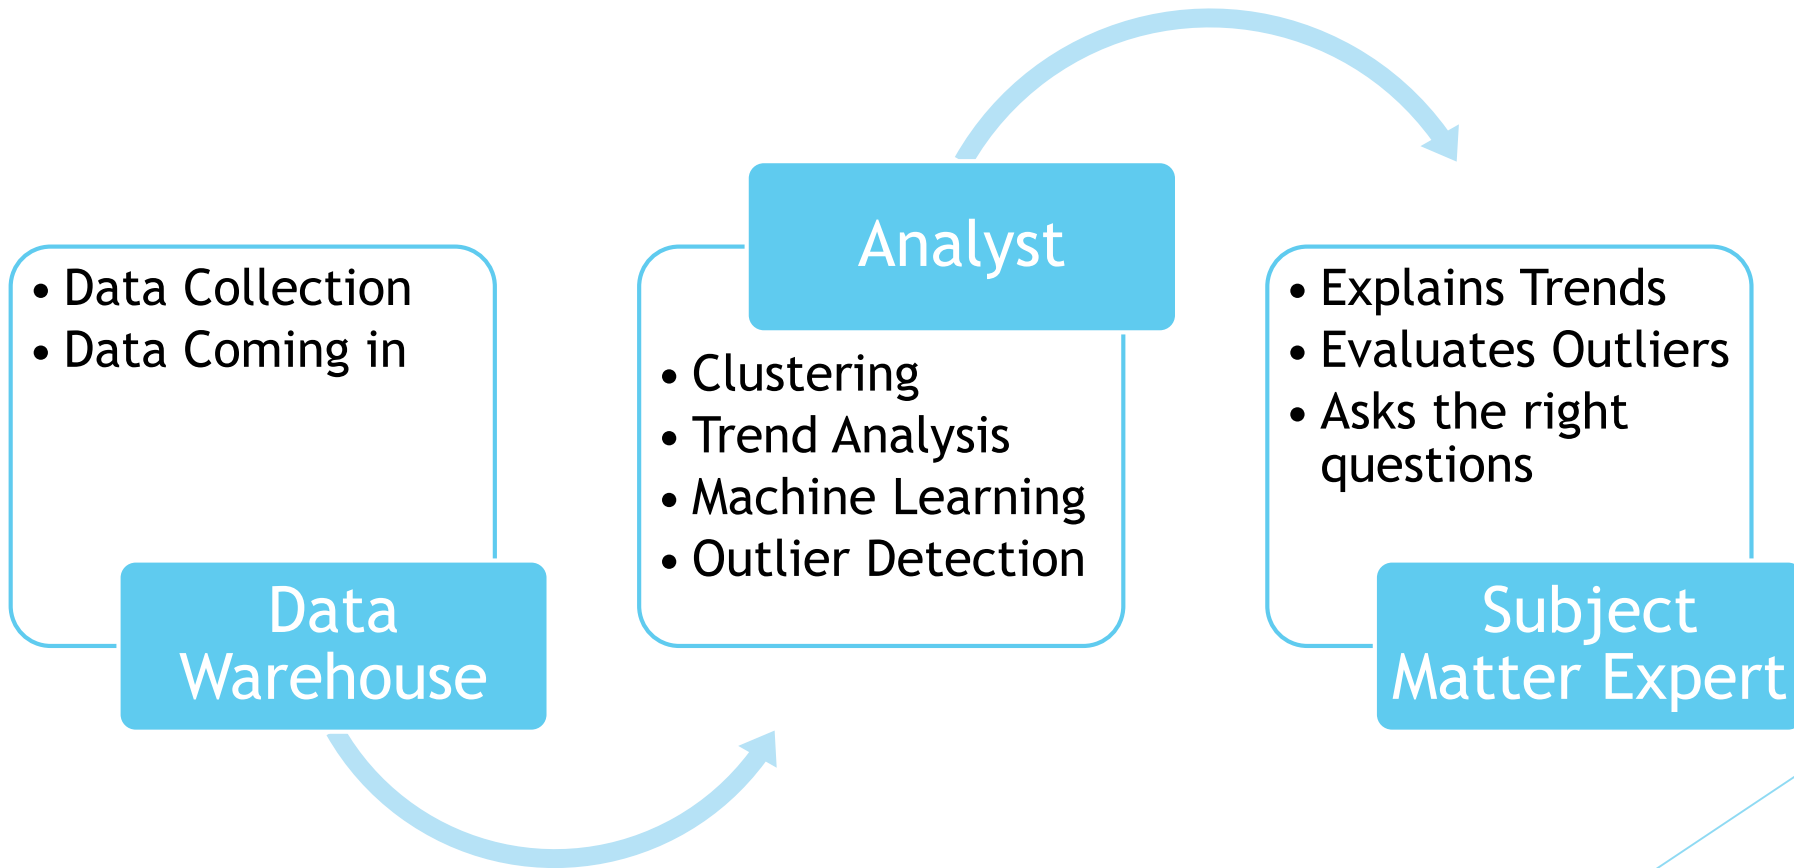 • Data Collection
• Data Coming in
Data
Warehouse
Analyst
• Clustering
• Trend Analysis
• Machine Learning
• Outlier Detection
• Explains Trends
• Evaluates Outliers
• Asks the right
questions
Subject
Matter Expert